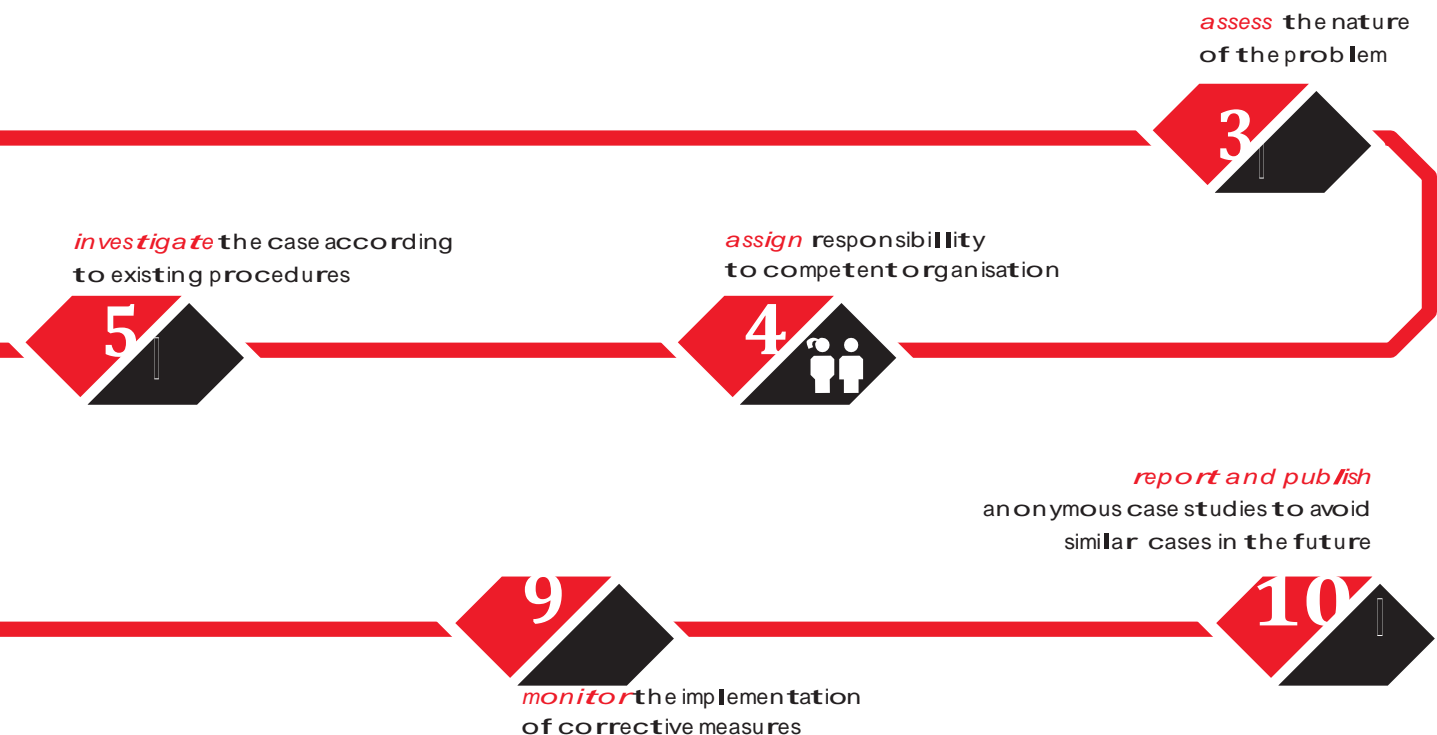 assess the nature
of the problem
3
investigate the case according
to existing procedures
5
assign responsibillity
to competent organisation
4
report and publish
anonymous case studies to avoid
similar cases in the future
9
10
monitor the implementation
of corrective measures